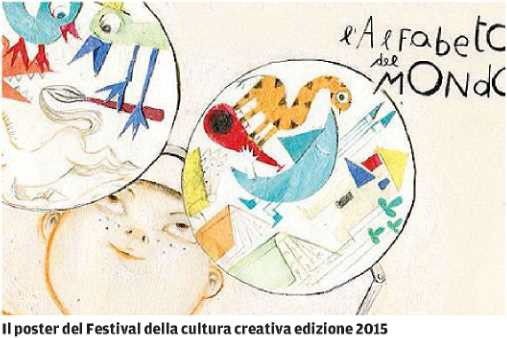 l'Alfabeto
del
MONdO
Il poster del Festival della cultura creativa edizione 2015